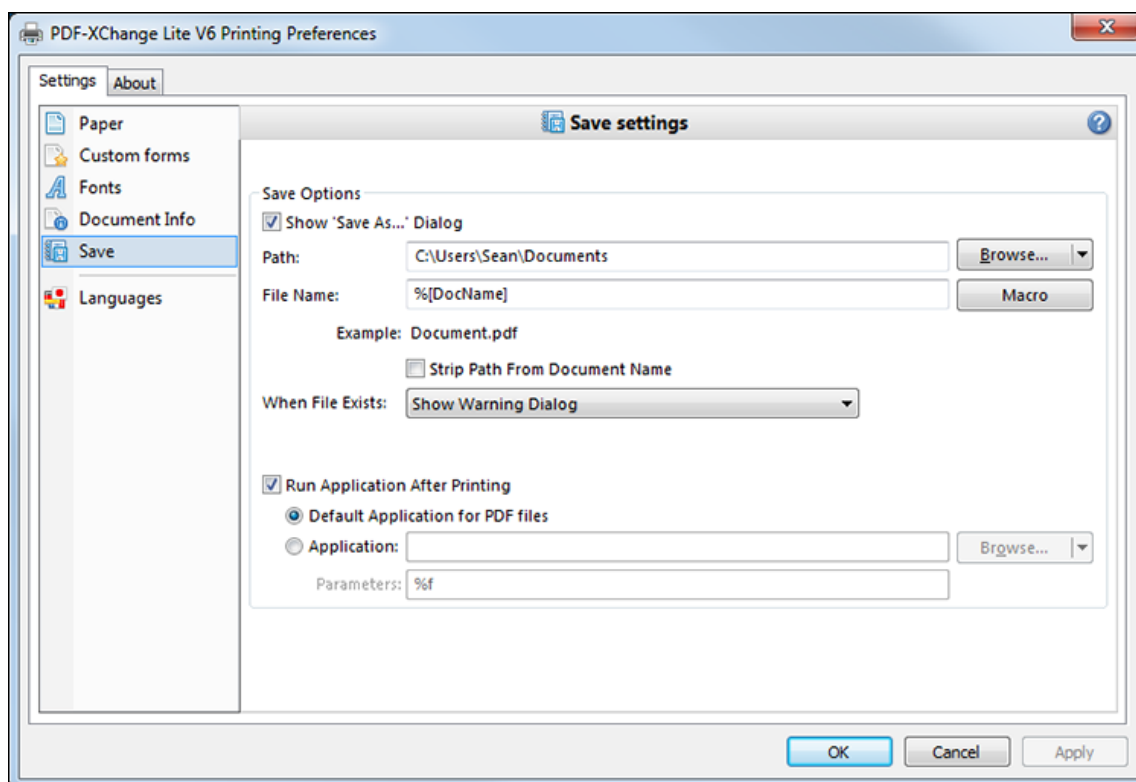 PDF-XChange Lite V6 Printing Preferences
Settings About
Paper
Custom forms
Fonts
Document Info
Save
Languages
Save settings
Save Options
Show 'Save As...' Dialog
Path: C:\Users\Sean\Documents Browse...
File Name: %[DocName] Macro
Example: Document.pdf
Strip Path From Document Name
When File Exists: Show Warning Dialog
Run Application After Printing
Default Application for PDF files
Application: Browse...
Parameters: %f
OK Cancel Apply